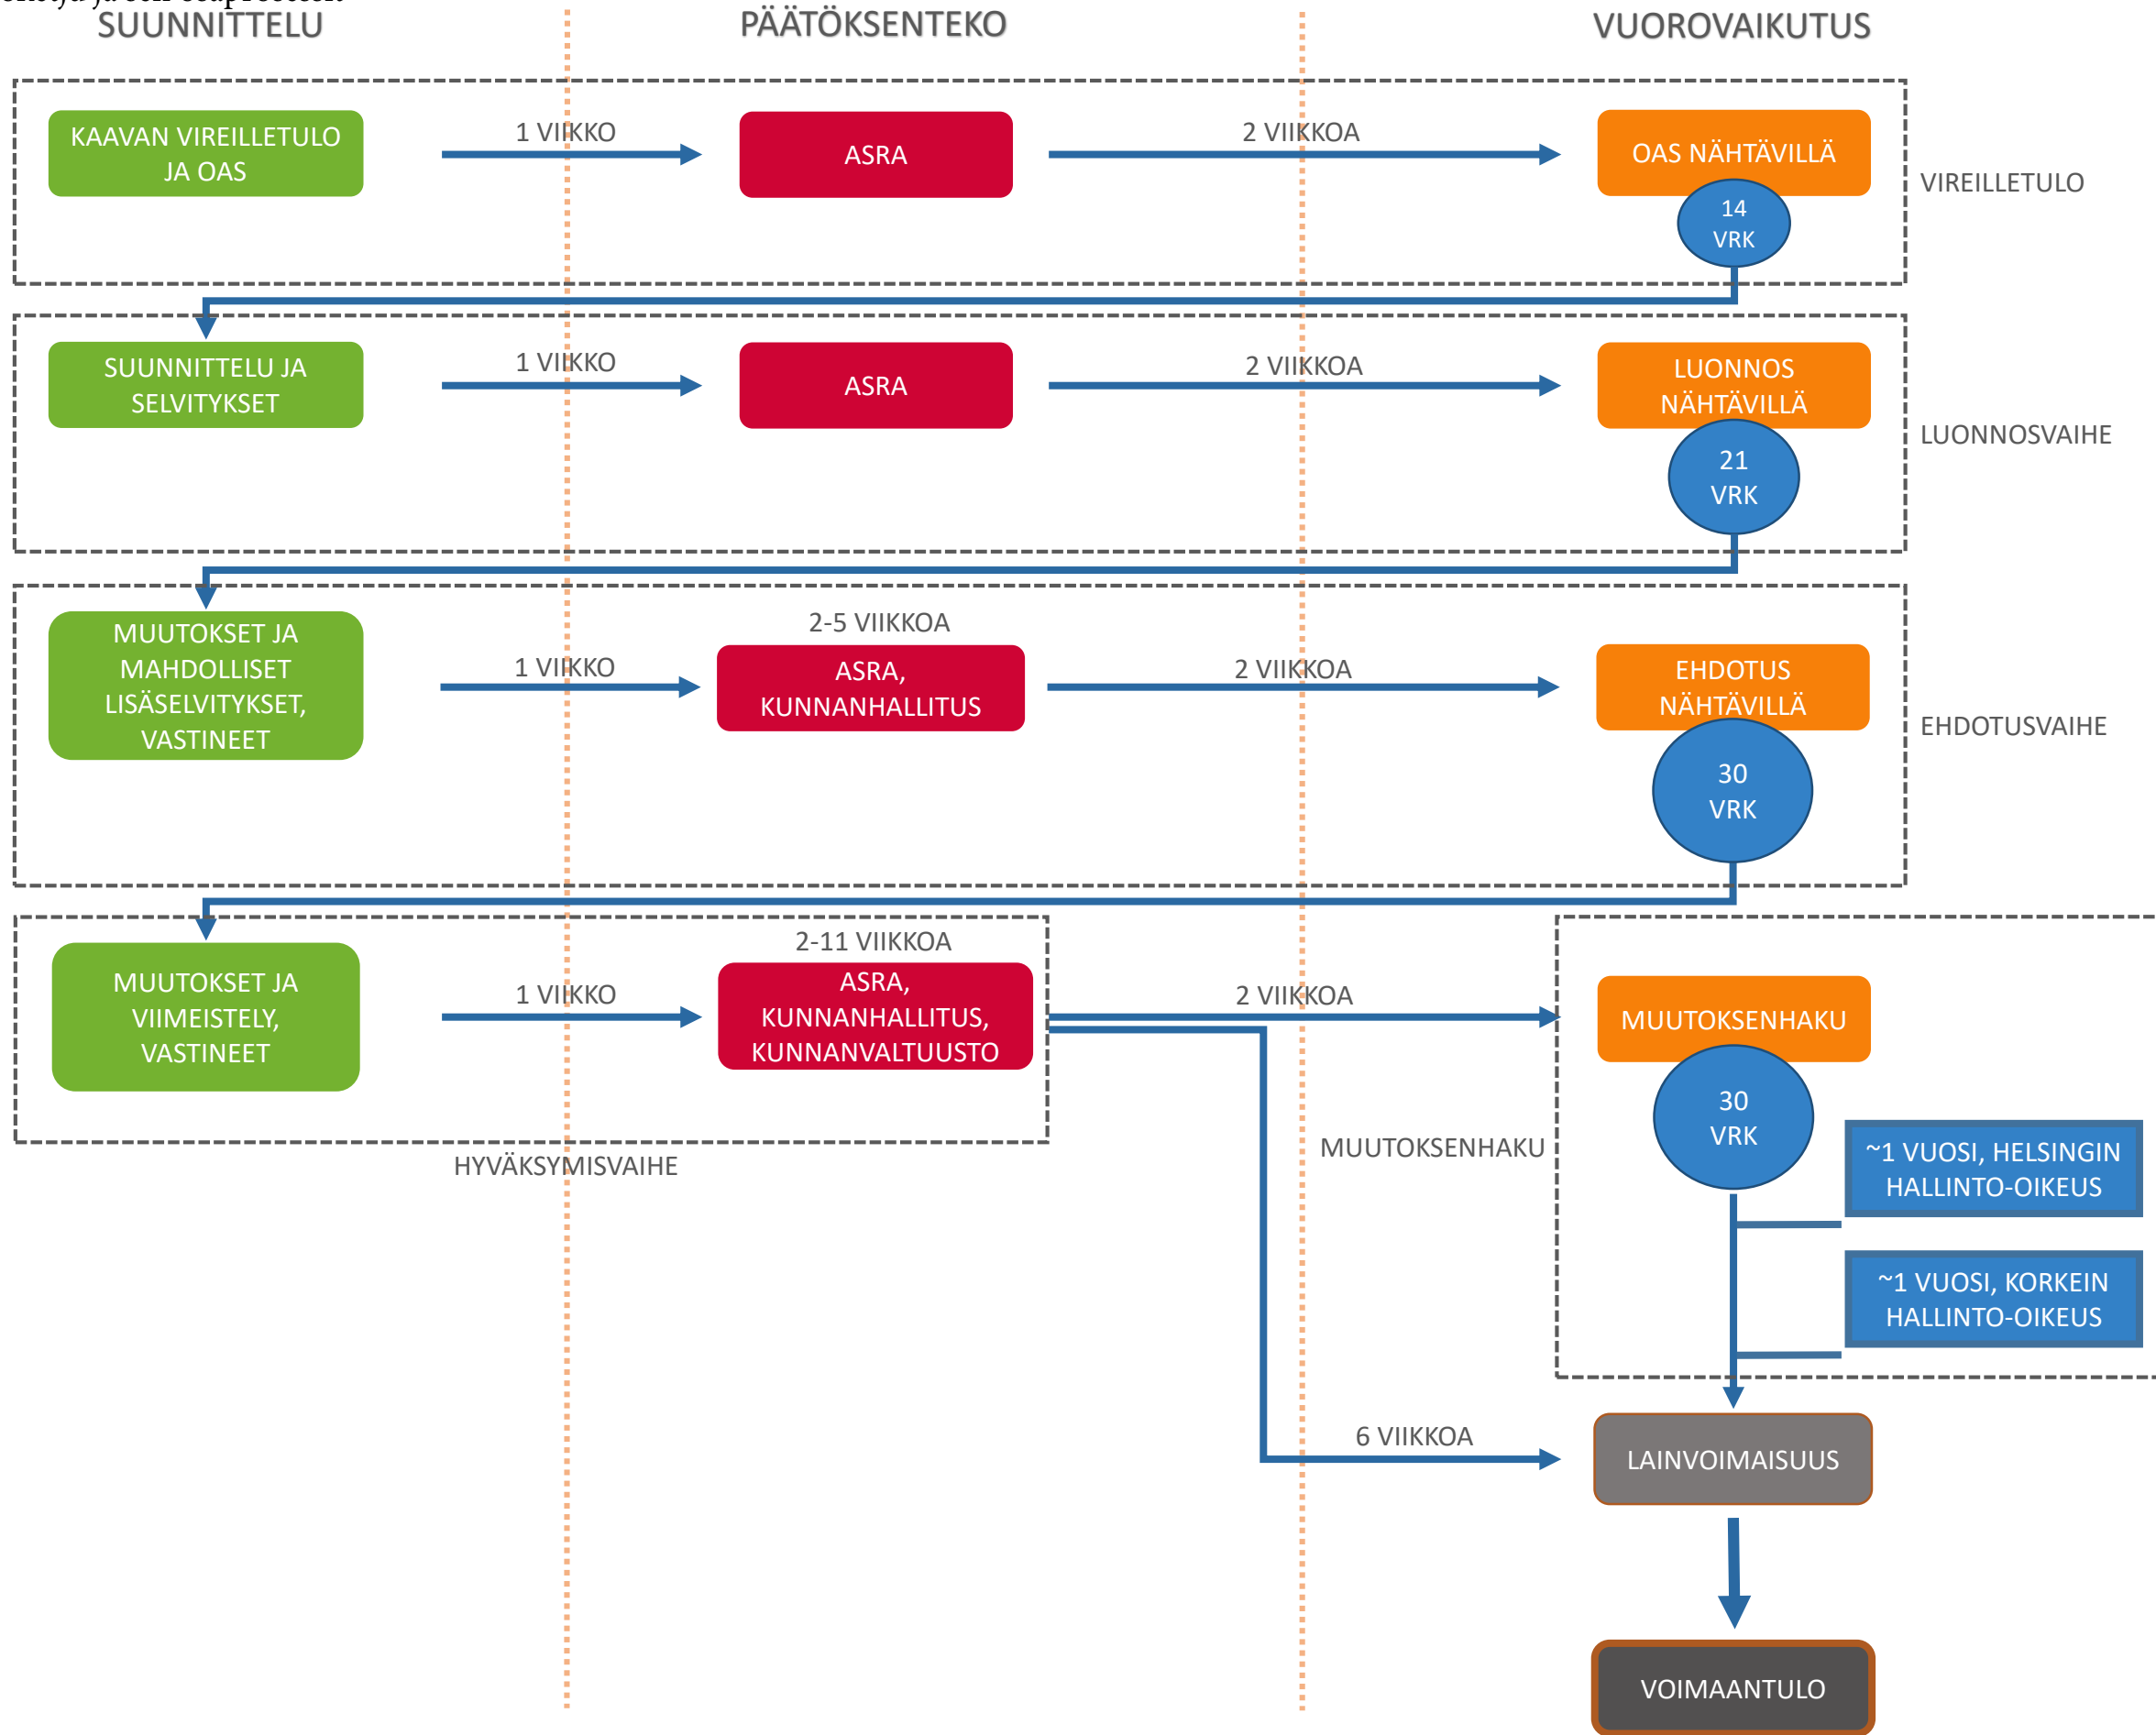 SUUNNITTELU
PÄÄTÖKSENTEKO
VUOROVAIKUTUS
KAAVAN VIREILLETULO
JA OAS
1 VIIKKO
ASRA
2 VIIKKOA
OAS NÄHTÄVILLÄ
14
VRK
VIREILLETULO
SUUNNITTELU JA
SELVITYKSET
1 VIIKKO
ASRA
2 VIIKKOA
LUONNOS
NÄHTÄVILLÄ
21
VRK
LUONNOSVAIHE
MUUTOKSET JA
MAHDOLLISET
LISÄSELVITYKSET,
VASTINEET
1 VIIKKO
2-5 VIIKKOA
ASRA,
KUNNANHALLITUS
2 VIIKKOA
EHDOTUS
NÄHTÄVILLÄ
30
VRK
EHDOTUSVAIHE
MUUTOKSET JA
VIIMEISTELY,
VASTINEET
1 VIIKKO
2-11 VIIKKOA
ASRA,
KUNNANHALLITUS,
KUNNANVALTUUSTO
HYVÄKSYMISVAIHE
2 VIIKKOA
MUUTOKSENHAKU
30
VRK
MUUTOKSENHAKU
~1 VUOSI, HELSINGIN
HALLINTO-OIKEUS
~1 VUOSI, KORKEIN
HALLINTO-OIKEUS
6 VIIKKOA
LAINVOIMAISUUS
VOIMAANTULO